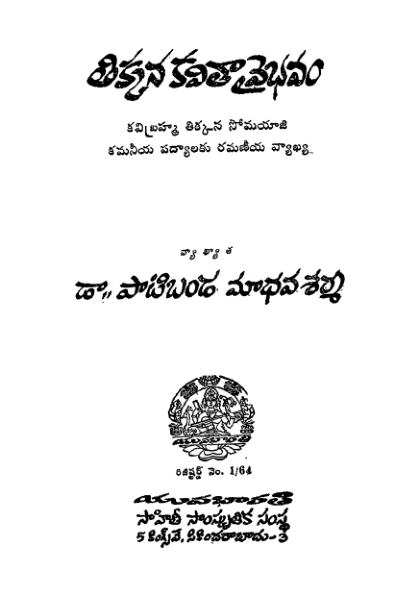 తిక్కన కవితావైభవం
కవిబ్రహ్మ తిక్కన సోమయాజి
కమనీయ పద్యాలకు రమణీయ వ్యాఖ్య
వ్యాఖ్యాత
డా,, పాటిబండ మాధవశర్మ
యువభారతి
రిజిష్టర్డ్ నెం. 1/64
యువభారతి
సాహితీ సాంస్కృతిక సంస్థ
5 కింగ్స్‌వే, సికింద్రాబాదు-3